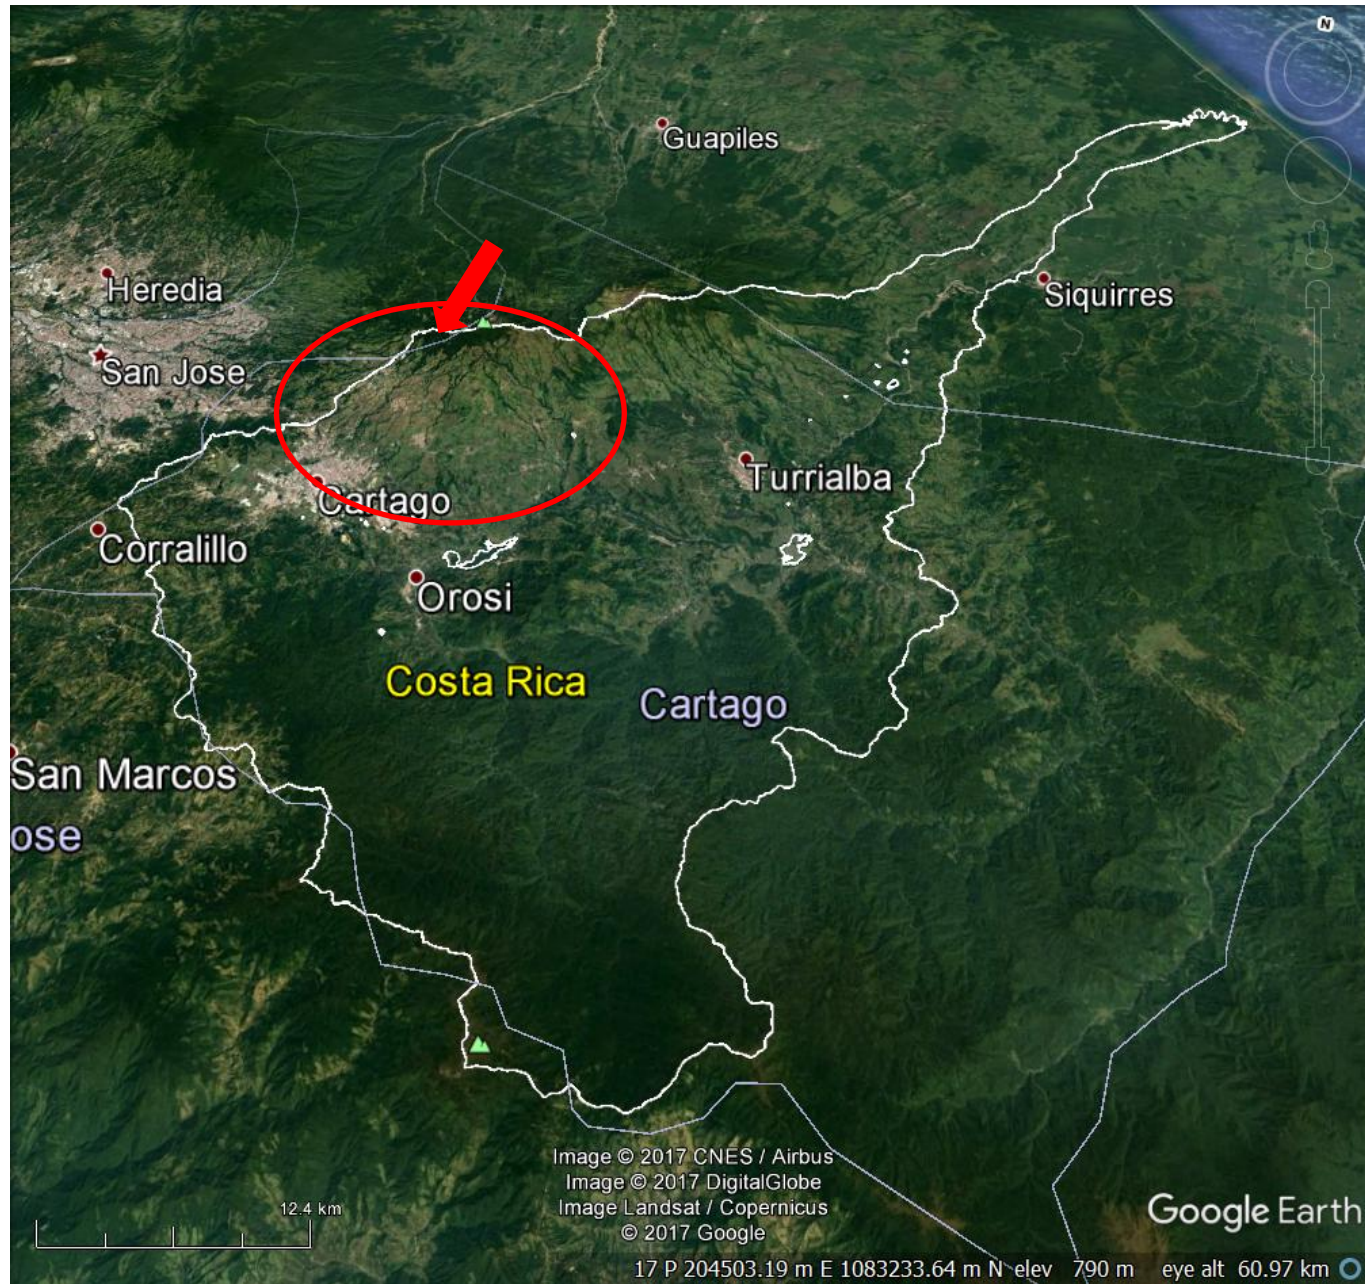 N
Guapiles
Heredia
Siquirres
San Jose
Turrialba
Cartago
Corralillo
Orosi
Costa Rica
Cartago
San Marcos
ose
Image © 2017 CNES / Airbus
Image © 2017 DigitalGlobe
Image Landsat / Copernicus
© 2017 Google
12.4 km
Google Earth
17 P 204503.19 m E 1083233.64 m N elev 790 m eye alt 60.97 km